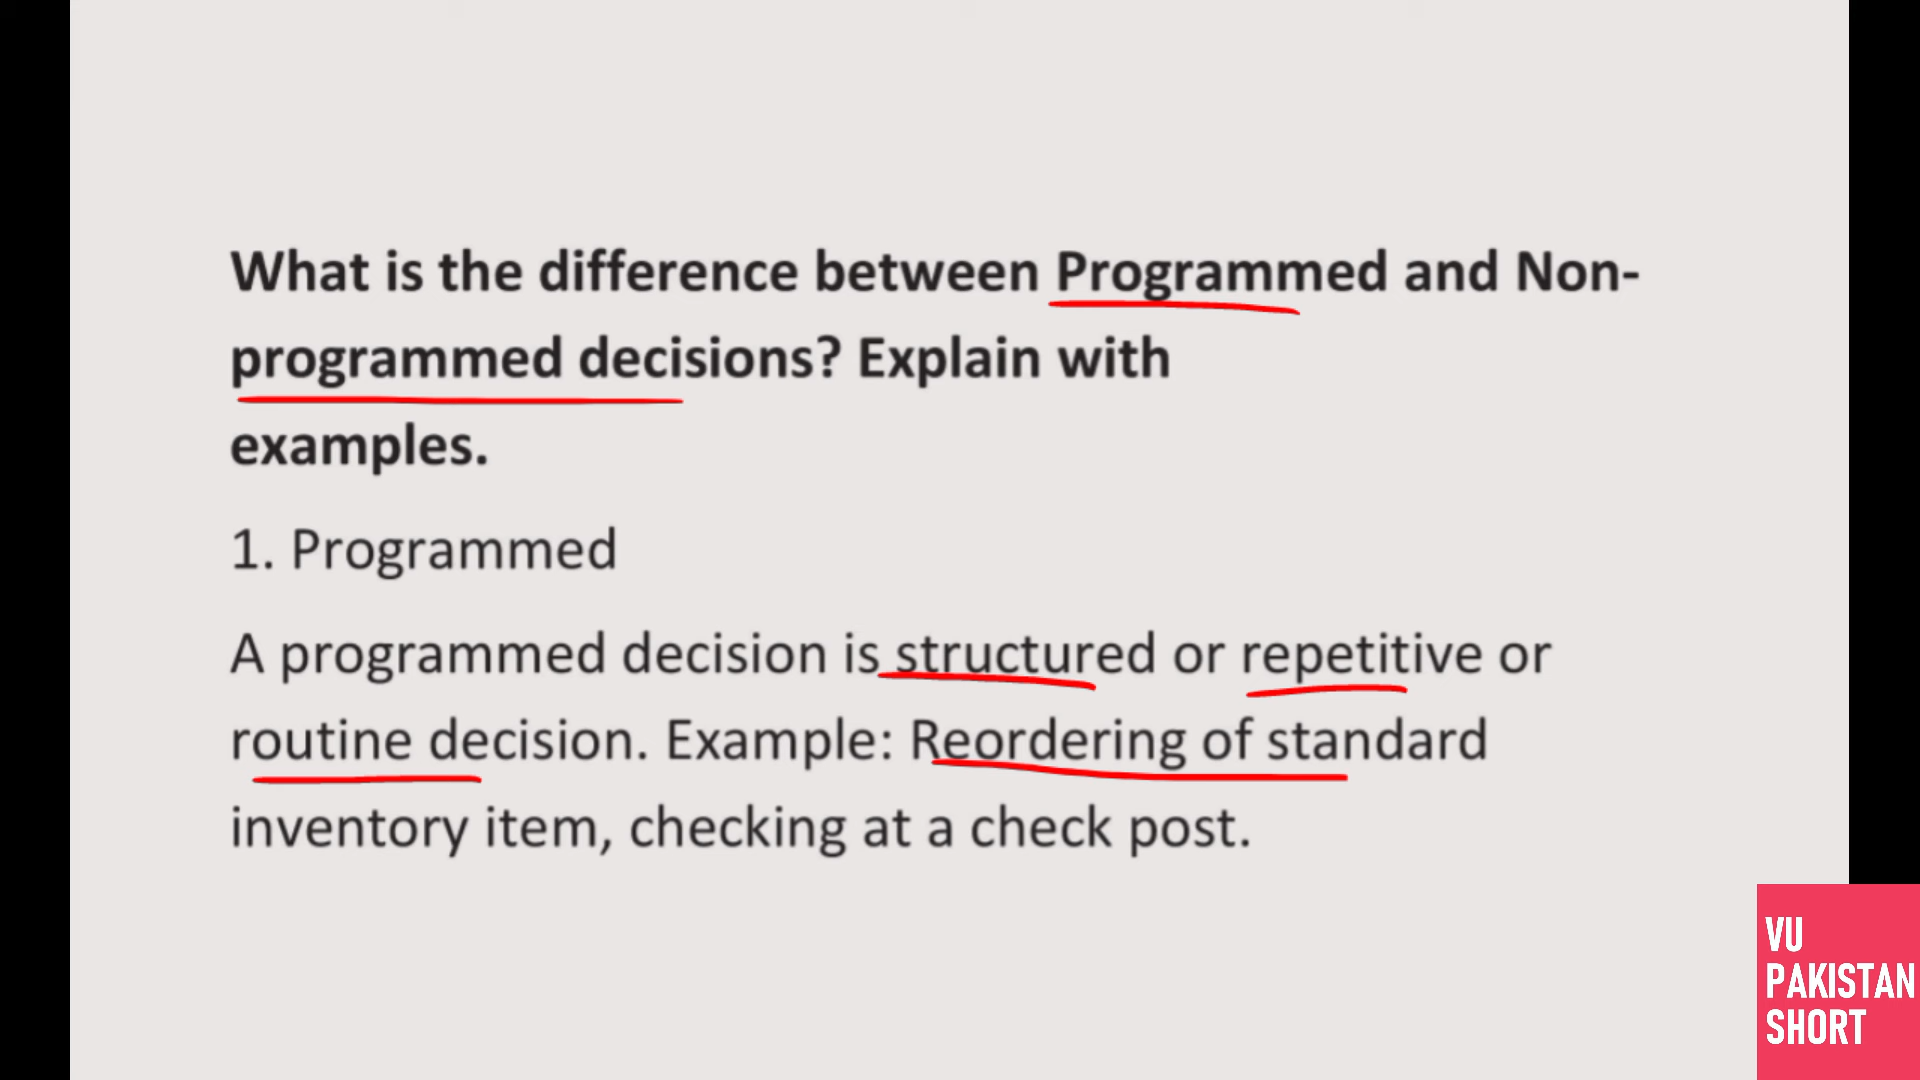 What is the difference between Programmed and Non-
programmed decisions? Explain with
examples.
1. Programmed
A programmed decision is structured or repetitive or
routine decision. Example: Reordering of standard
inventory item, checking at a check post.
VU
PAKISTAN
SHORT